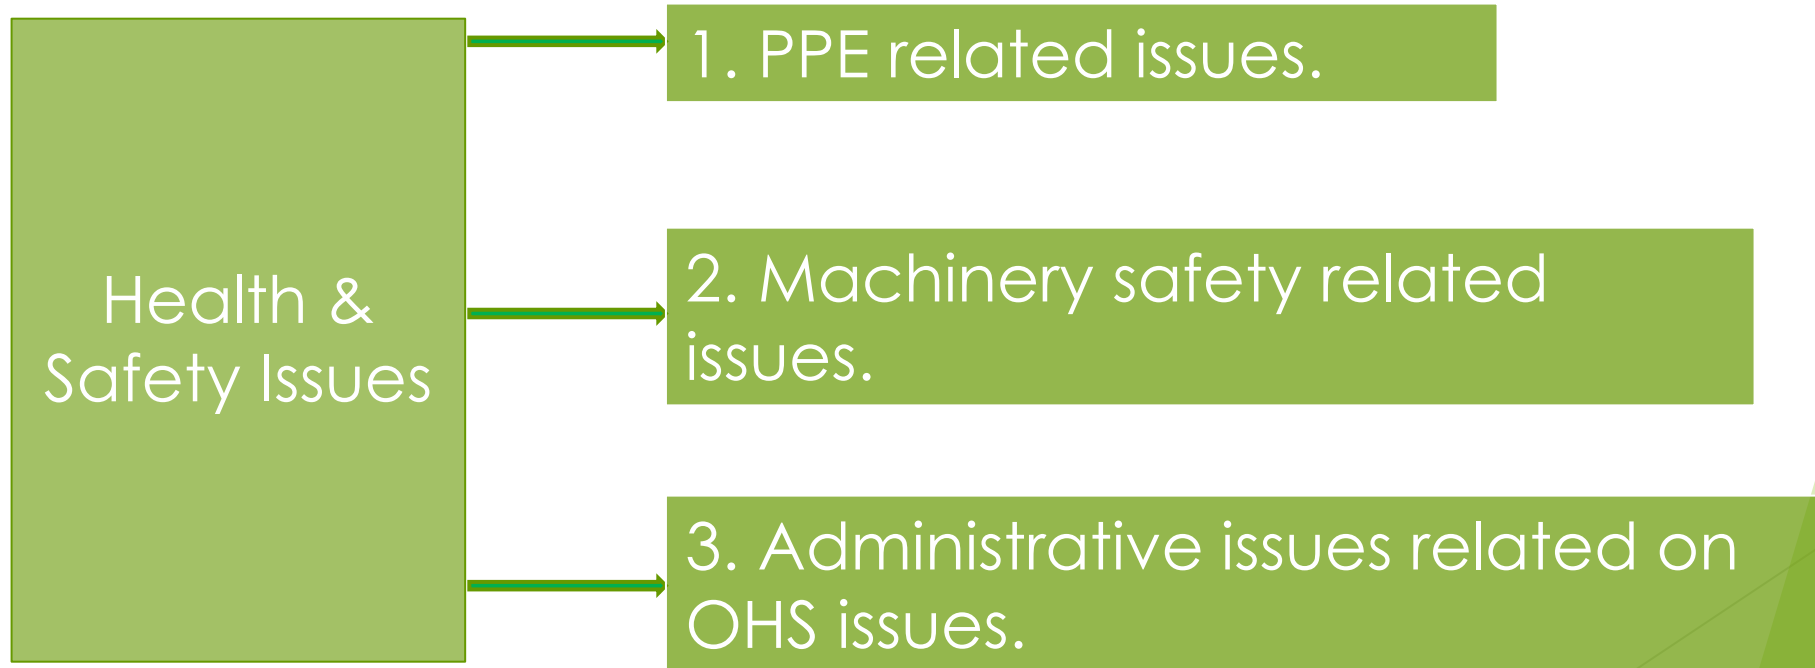 Health &
Safety Issues
1. PPE related issues.
2. Machinery safety related
issues.
3. Administrative issues related on
OHS issues.